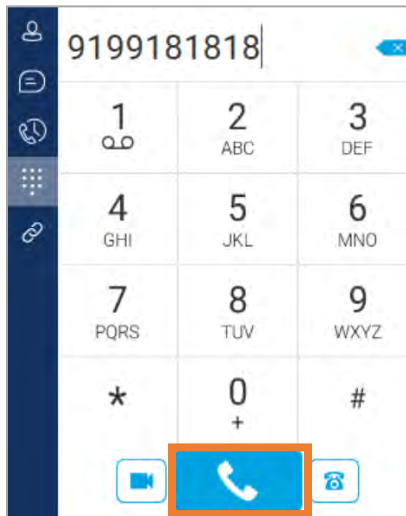 9199181818
1 2 3
ABC DEF
4 5 6
GHI JKL MNO
7 8 9
PQRS TUV WXYZ
* 0 #
+